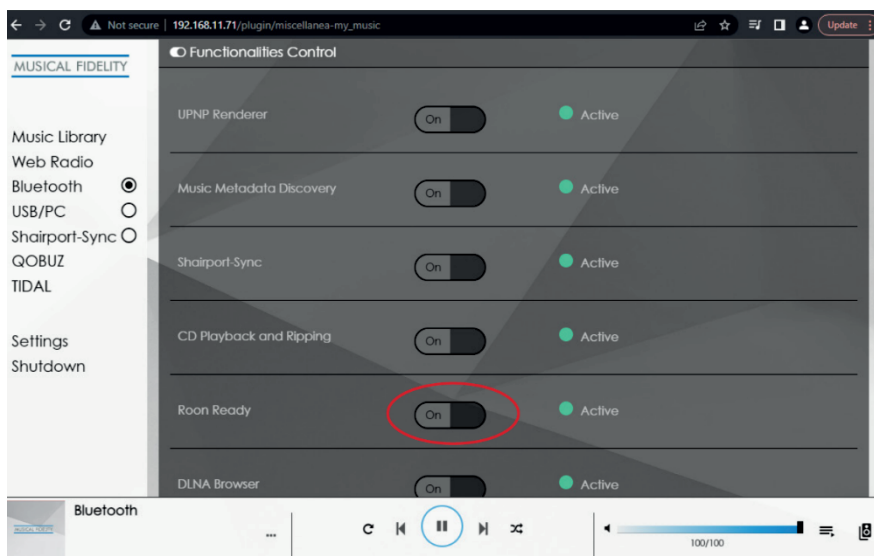 Not secure | 192.168.11.71/plugin/miscellanea-my_music
Update
MUSICAL FIDELITY
Music Library
Web Radio
Bluetooth
USB/PC
Shairport-Sync
QOBUZ
TIDAL
Settings
Shutdown
Functionalities Control
UPNP Renderer On Active
Music Metadata Discovery On Active
Shairport-Sync On Active
CD Playback and Ripping On Active
Roon Ready On Active
DLNA Browser On Active
MUSICAL FIDELITY
Bluetooth
...
100/100